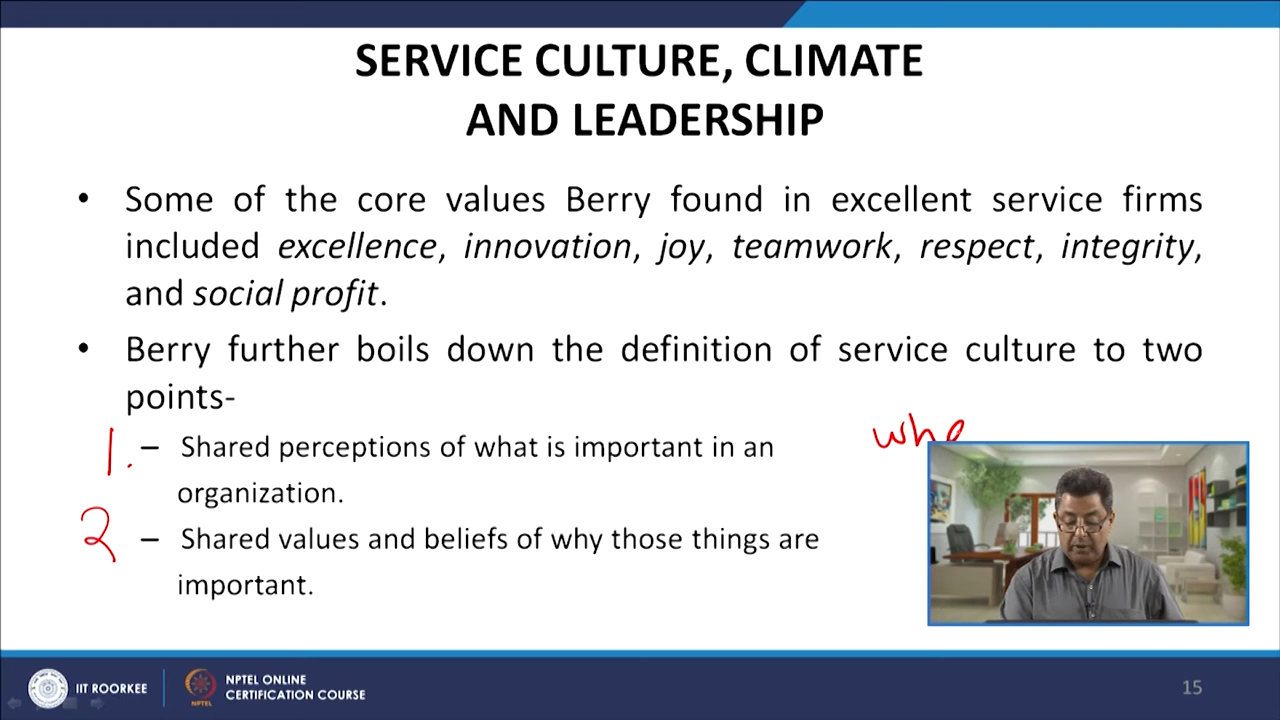 SERVICE CULTURE, CLIMATE
AND LEADERSHIP
• Some of the core values Berry found in excellent service firms
included excellence, innovation, joy, teamwork, respect, integrity,
and social profit.
• Berry further boils down the definition of service culture to two
points-
1. – Shared perceptions of what is important in an
organization.
2 – Shared values and beliefs of why those things are
important.
IIT ROORKEE
NPTEL
NPTEL ONLINE
CERTIFICATION COURSE
15